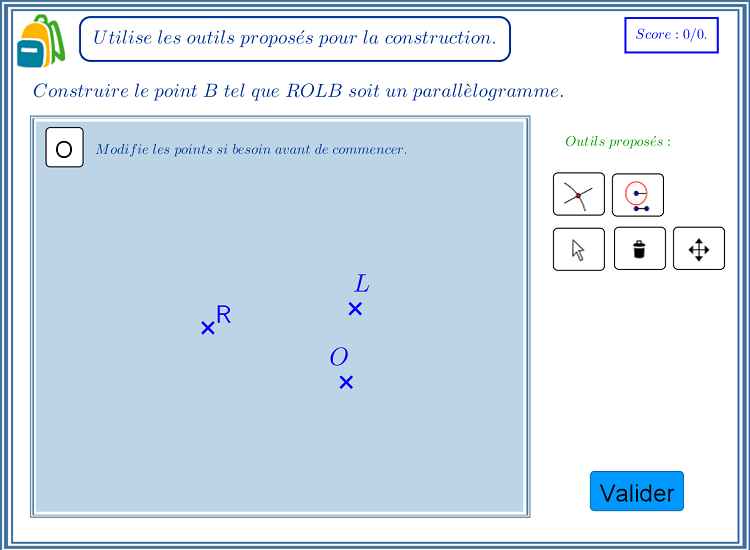 Utilise les outils proposés pour la construction.
Score : 0/0.
Construire le point B tel que ROLB soit un parallèlogramme.
O
Modifie les points si besoin avant de commencer.
Outils proposés :
L
R
O
Valider